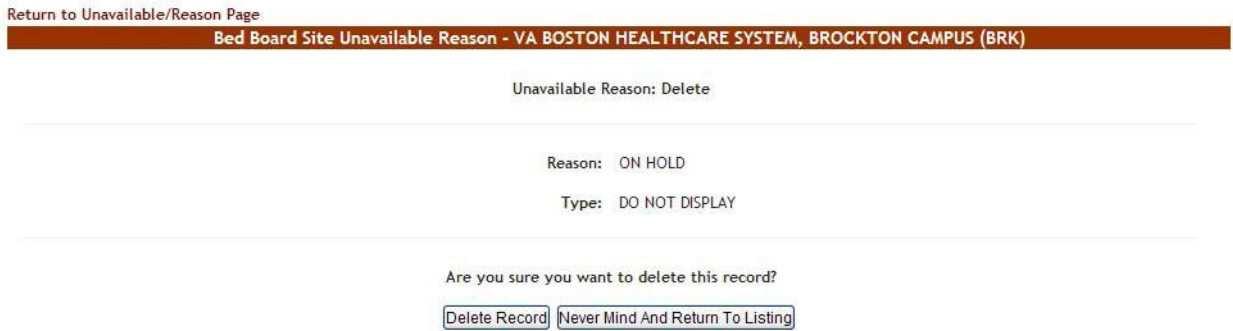 Return to Unavailable/Reason Page
Bed Board Site Unavailable Reason - VA BOSTON HEALTHCARE SYSTEM, BROCKTON CAMPUS (BRK)
Unavailable Reason: Delete
Reason: ON HOLD
Type: DO NOT DISPLAY
Are you sure you want to delete this record?
Delete Record Never Mind And Return To Listing